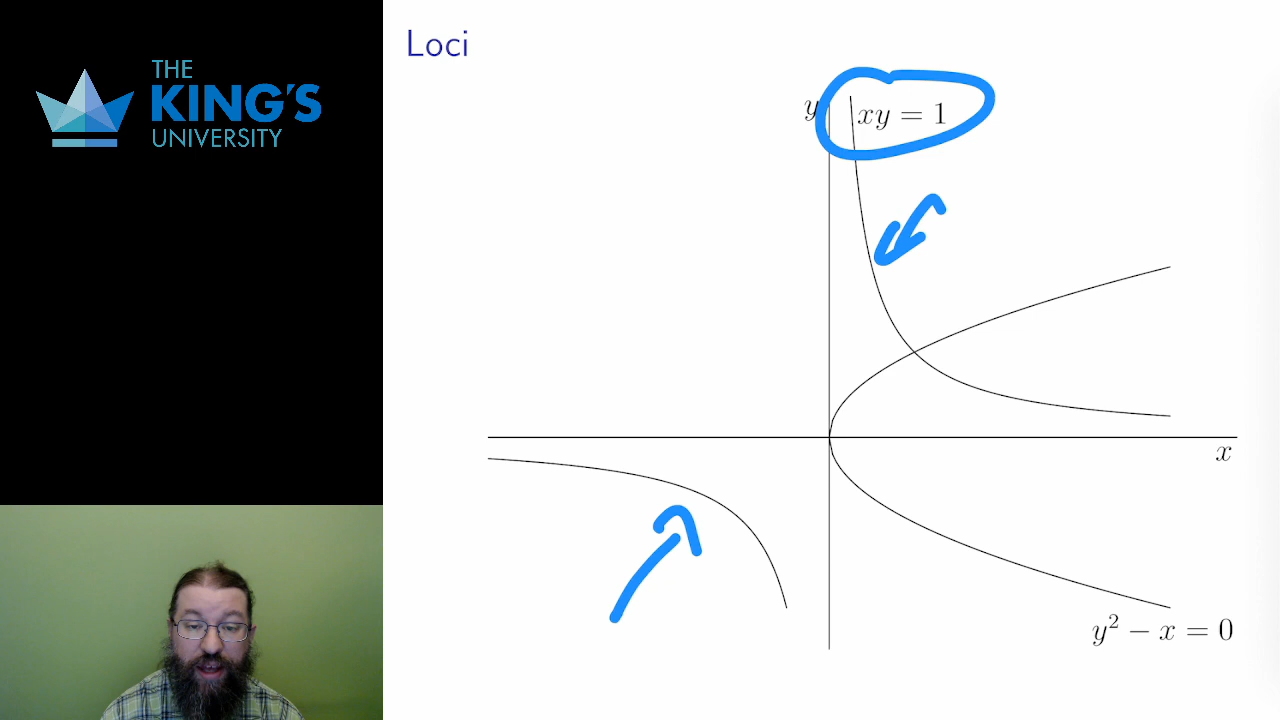 THE
KING'S
UNIVERSITY
Loci
y
xy = 1
x
y² − x = 0